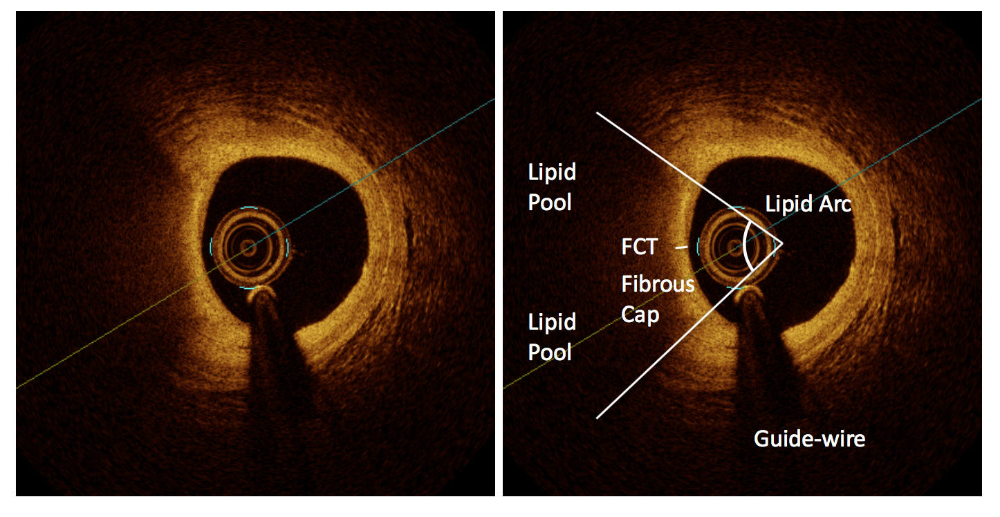 Lipid
Pool
Lipid Arc
FCT
Fibrous
Cap
Lipid
Pool
Guide-wire